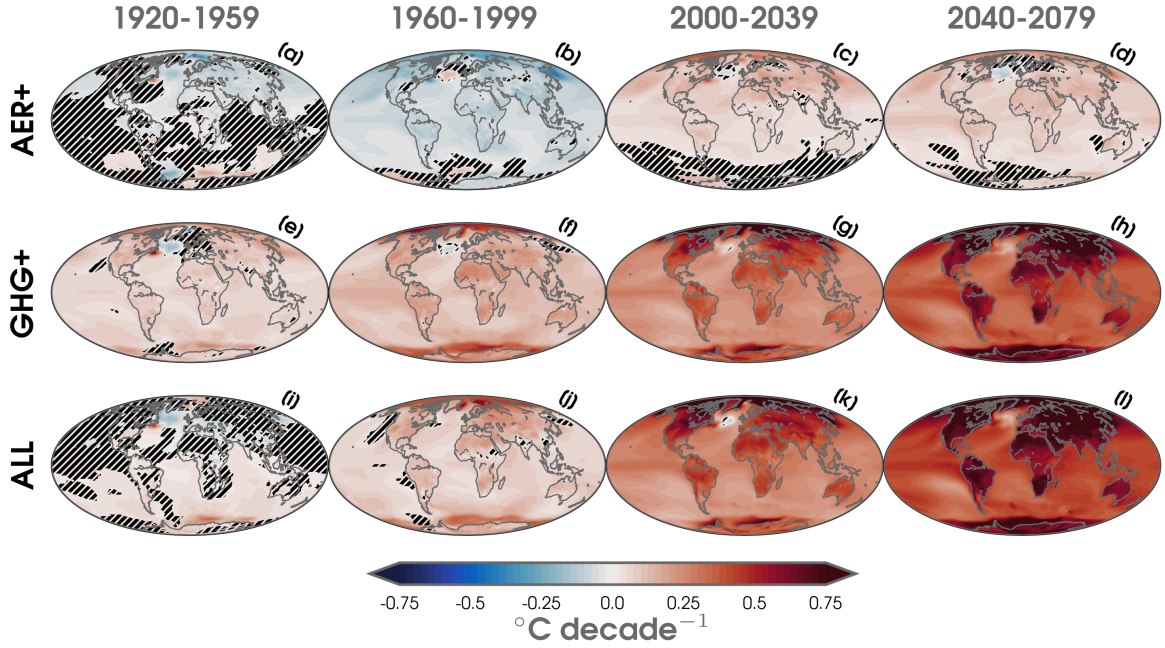 1920-1959 1960-1999 2000-2039 2040-2079
AER+ (a) (b) (c) (d)
GHG+ (e) (f) (g) (h)
ALL (i) (j) (k) (l)
-0.75 -0.5 -0.25 0.0 0.25 0.5 0.75
°C decade⁻¹